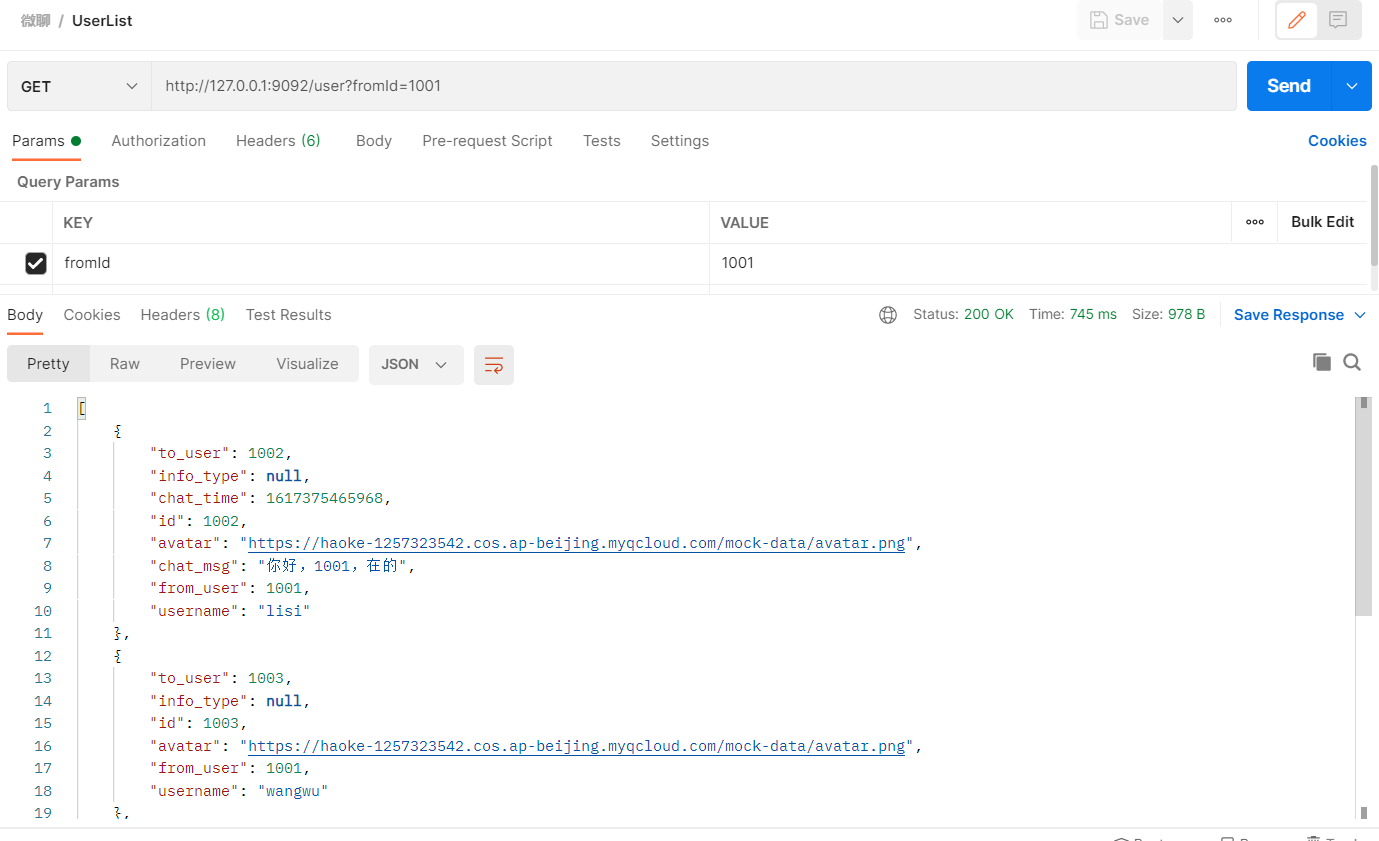 微聊 / UserList
Save
GET http://127.0.0.1:9092/user?fromId=1001 Send
Params Authorization Headers (6) Body Pre-request Script Tests Settings Cookies
Query Params
KEY VALUE Bulk Edit
fromId 1001
Body Cookies Headers (8) Test Results Status: 200 OK Time: 745 ms Size: 978 B Save Response
Pretty Raw Preview Visualize JSON
1 [
2 {
3 "to_user": 1002,
4 "info_type": null,
5 "chat_time": 1617375465968,
6 "id": 1002,
7 "avatar": "https://haoke-1257323542.cos.ap-beijing.myqcloud.com/mock-data/avatar.png",
8 "chat_msg": "你好，1001，在的",
9 "from_user": 1001,
10 "username": "lisi"
11 },
12 {
13 "to_user": 1003,
14 "info_type": null,
15 "id": 1003,
16 "avatar": "https://haoke-1257323542.cos.ap-beijing.myqcloud.com/mock-data/avatar.png",
17 "from_user": 1001,
18 "username": "wangwu"
19 },